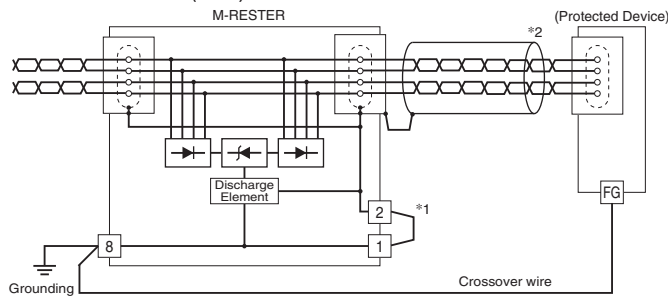 M-RESTER
(Protected Device)
*2
Discharge
Element
FG
2
*1
8
1
Grounding
Crossover wire